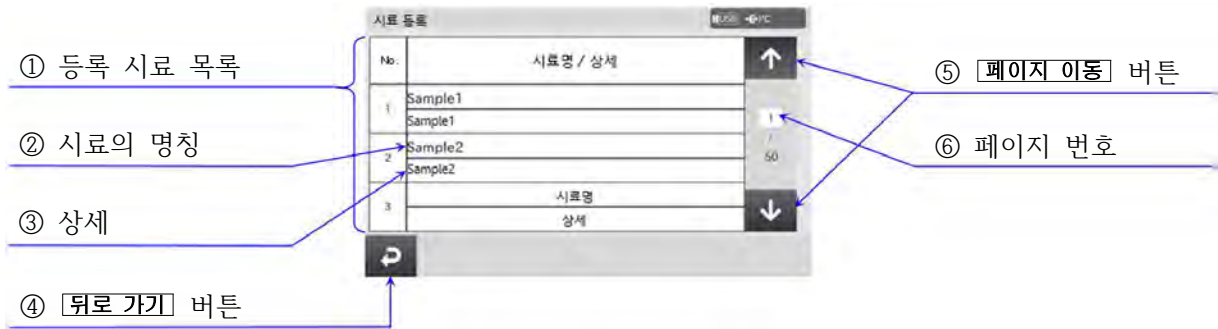 시료 등록
USB PC
① 등록 시료 목록
② 시료의 명칭
③ 상세
④ 뒤로 가기 버튼
No. 시료명 / 상세
1 Sample1
Sample1
2 Sample2
Sample2
3 시료명
상세
1
/
50
⑤ 페이지 이동 버튼
⑥ 페이지 번호